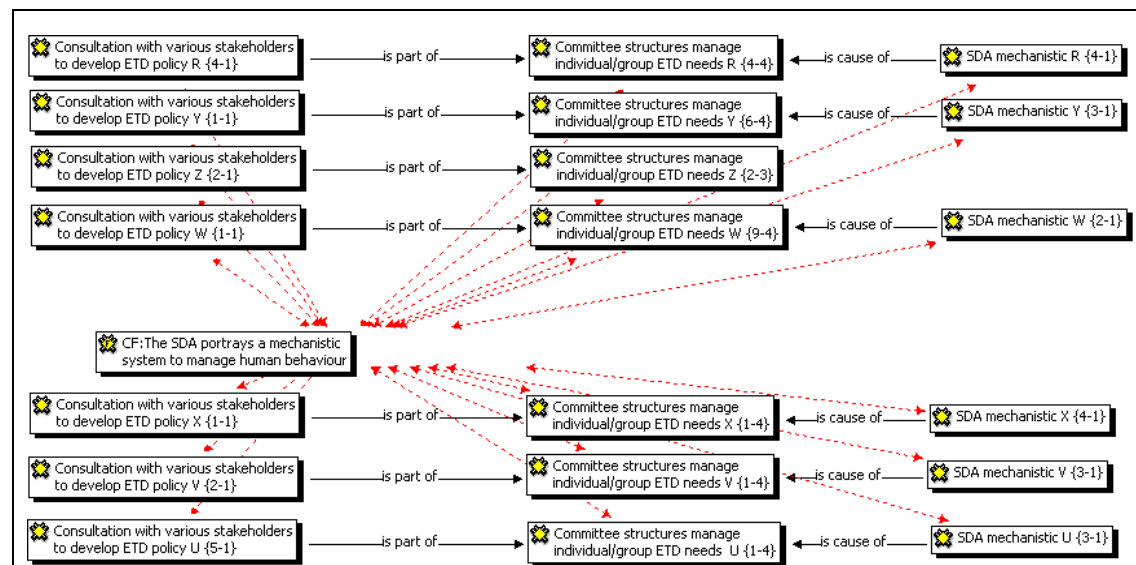 Consultation with various stakeholders
to develop ETD policy R {4-1}
is part of
Committee structures manage
individual/group ETD needs R {4-4}
is cause of
SDA mechanistic R {4-1}
Consultation with various stakeholders
to develop ETD policy Y {1-1}
is part of
Committee structures manage
individual/group ETD needs Y {6-4}
is cause of
SDA mechanistic Y {3-1}
Consultation with various stakeholders
to develop ETD policy Z {2-1}
is part of
Committee structures manage
individual/group ETD needs Z {2-3}
Consultation with various stakeholders
to develop ETD policy W {1-1}
is part of
Committee structures manage
individual/group ETD needs W {9-4}
is cause of
SDA mechanistic W {2-1}
CF:The SDA portrays a mechanistic
system to manage human behaviour
Consultation with various stakeholders
to develop ETD policy X {1-1}
is part of
Committee structures manage
individual/group ETD needs X {1-4}
is cause of
SDA mechanistic X {4-1}
Consultation with various stakeholders
to develop ETD policy V {2-1}
is part of
Committee structures manage
individual/group ETD needs V {1-4}
is cause of
SDA mechanistic V {3-1}
Consultation with various stakeholders
to develop ETD policy U {5-1}
is part of
Committee structures manage
individual/group ETD needs U {1-4}
is cause of
SDA mechanistic U {3-1}